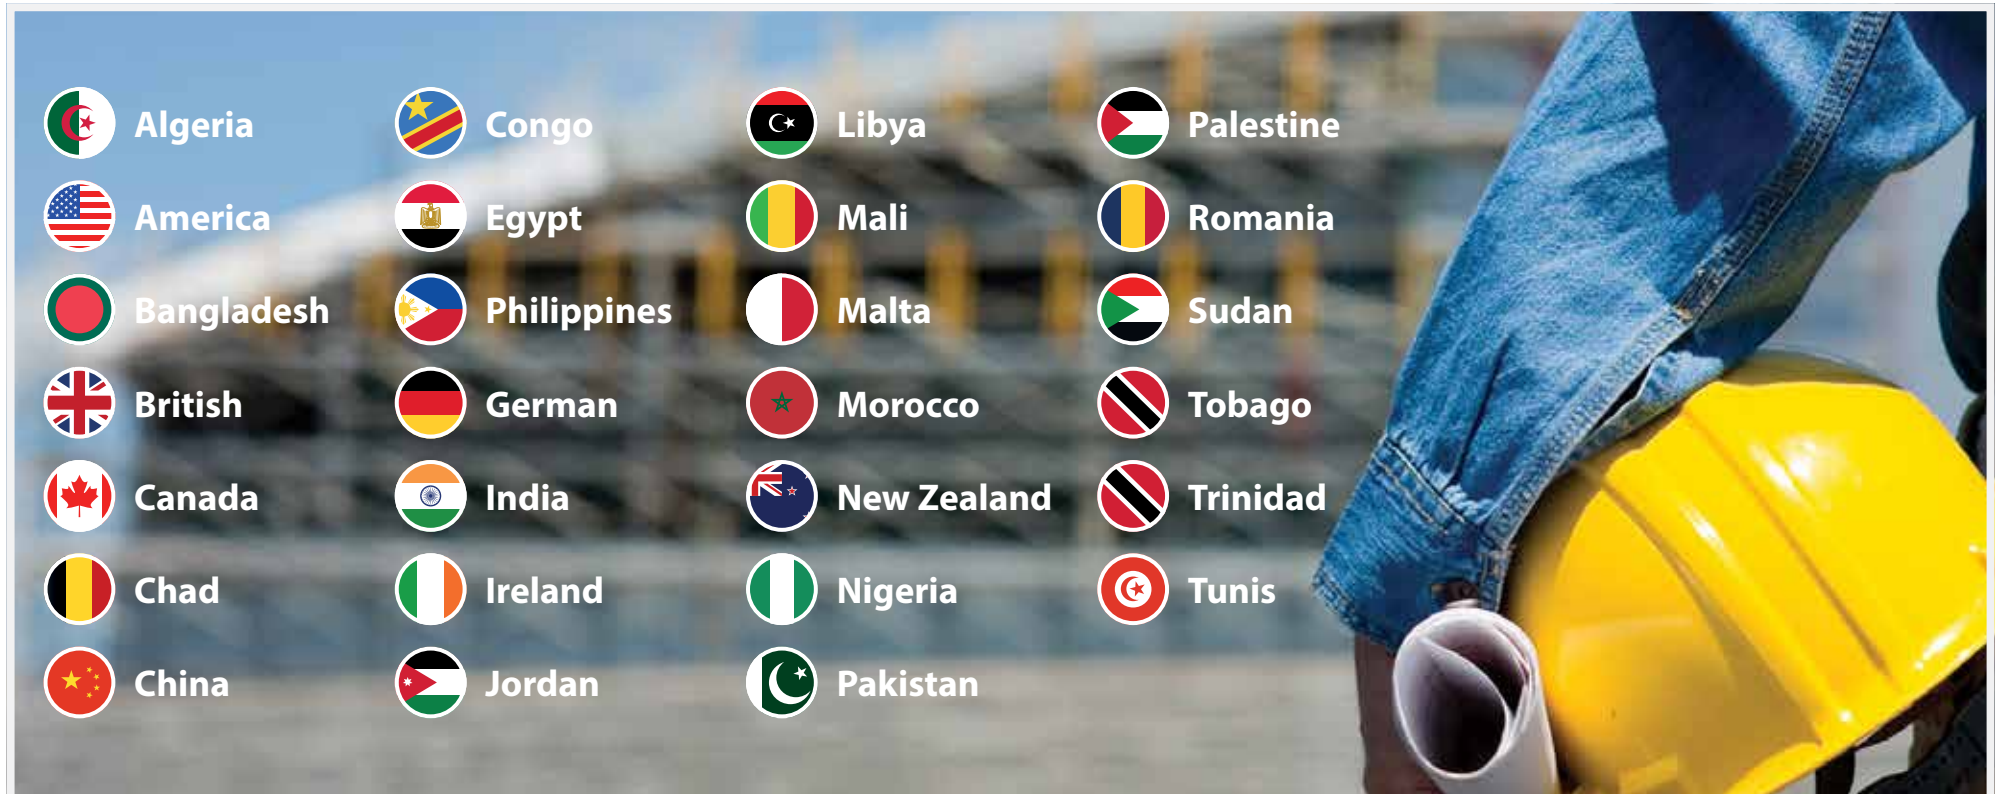 Algeria
America
Bangladesh
British
Canada
Chad
China
Congo
Egypt
Philippines
German
India
Ireland
Jordan
Libya
Mali
Malta
Morocco
New Zealand
Nigeria
Pakistan
Palestine
Romania
Sudan
Tobago
Trinidad
Tunis